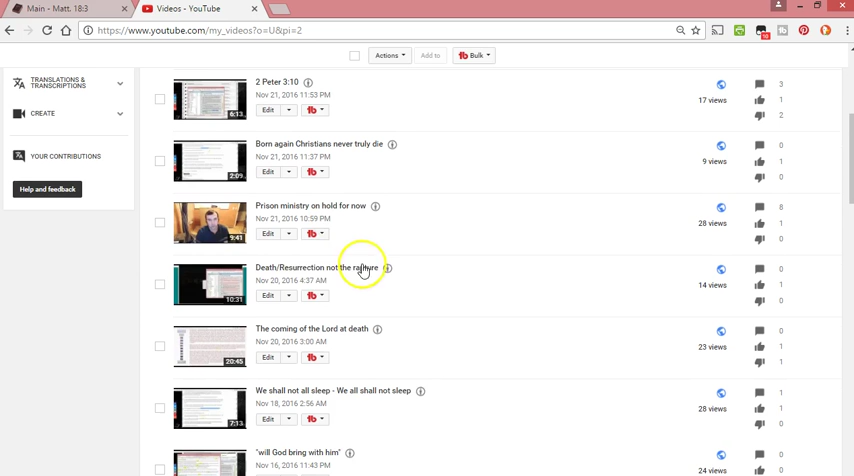 Main - Matt. 18:3
Videos - YouTube
https://www.youtube.com/my_videos?o=U&pi=2
10
Actions
Add to
Bulk
TRANSLATIONS &
TRANSCRIPTIONS
CREATE
YOUR CONTRIBUTIONS
Help and feedback
2 Peter 3:10
Nov 21, 2016 11:53 PM
Edit
6:13
17 views
3
1
2
Born again Christians never truly die
Nov 21, 2016 11:37 PM
Edit
2:09
9 views
0
1
0
Prison ministry on hold for now
Nov 21, 2016 10:59 PM
Edit
9:41
28 views
8
1
0
Death/Resurrection not the rapture
Nov 20, 2016 4:37 AM
Edit
10:31
14 views
0
1
0
The coming of the Lord at death
Nov 20, 2016 3:00 AM
Edit
20:45
23 views
0
1
1
We shall not all sleep - We all shall not sleep
Nov 18, 2016 2:56 AM
Edit
7:13
28 views
1
1
0
"will God bring with him"
Nov 16, 2016 11:43 PM
24 views
0
1